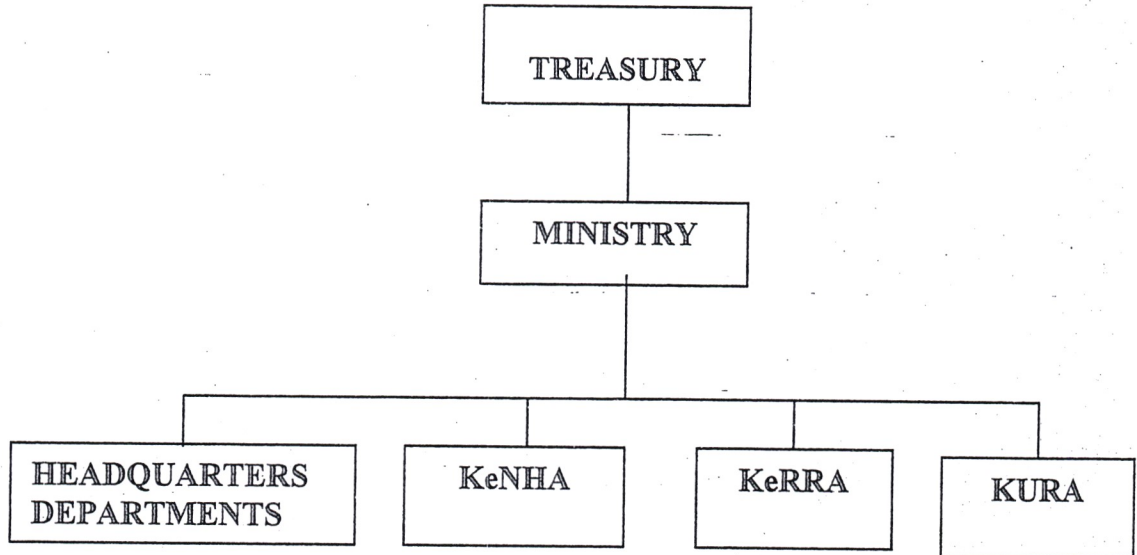 TREASURY
MINISTRY
HEADQUARTERS
DEPARTMENTS
KeNHA
KeRRA
KURA